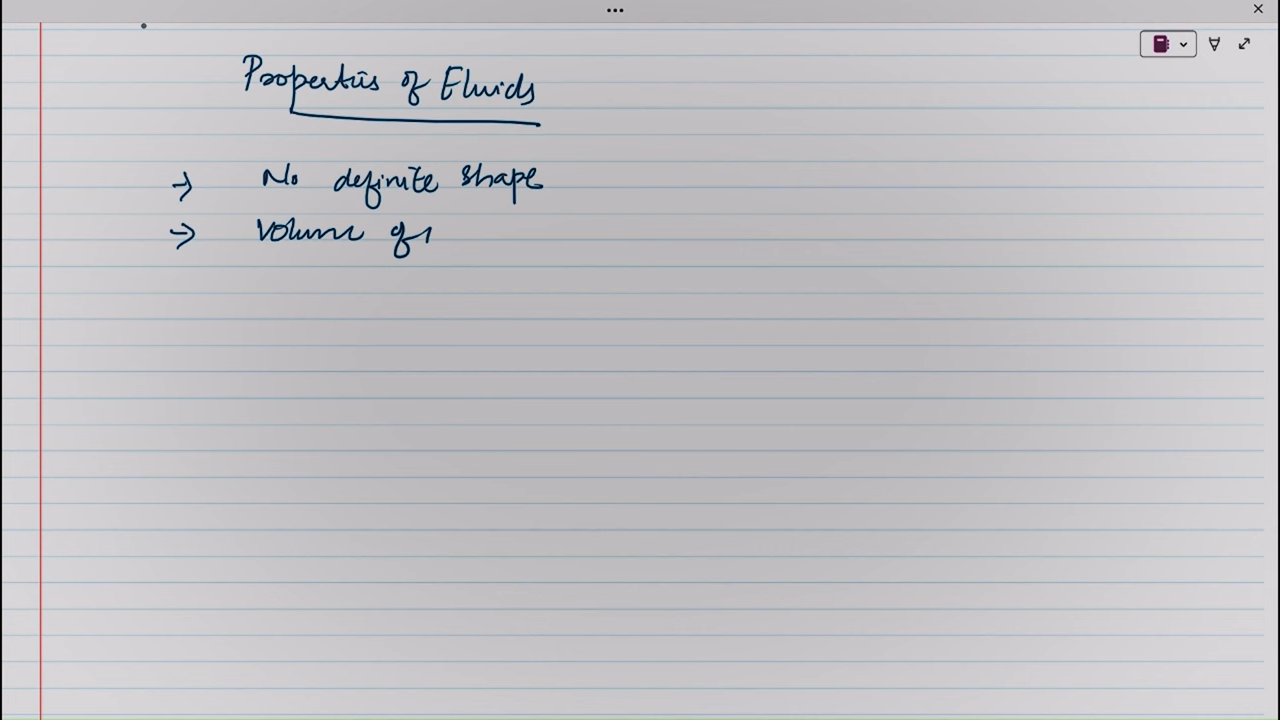 Properties of Fluids
→ No definite shape
→ Volume of